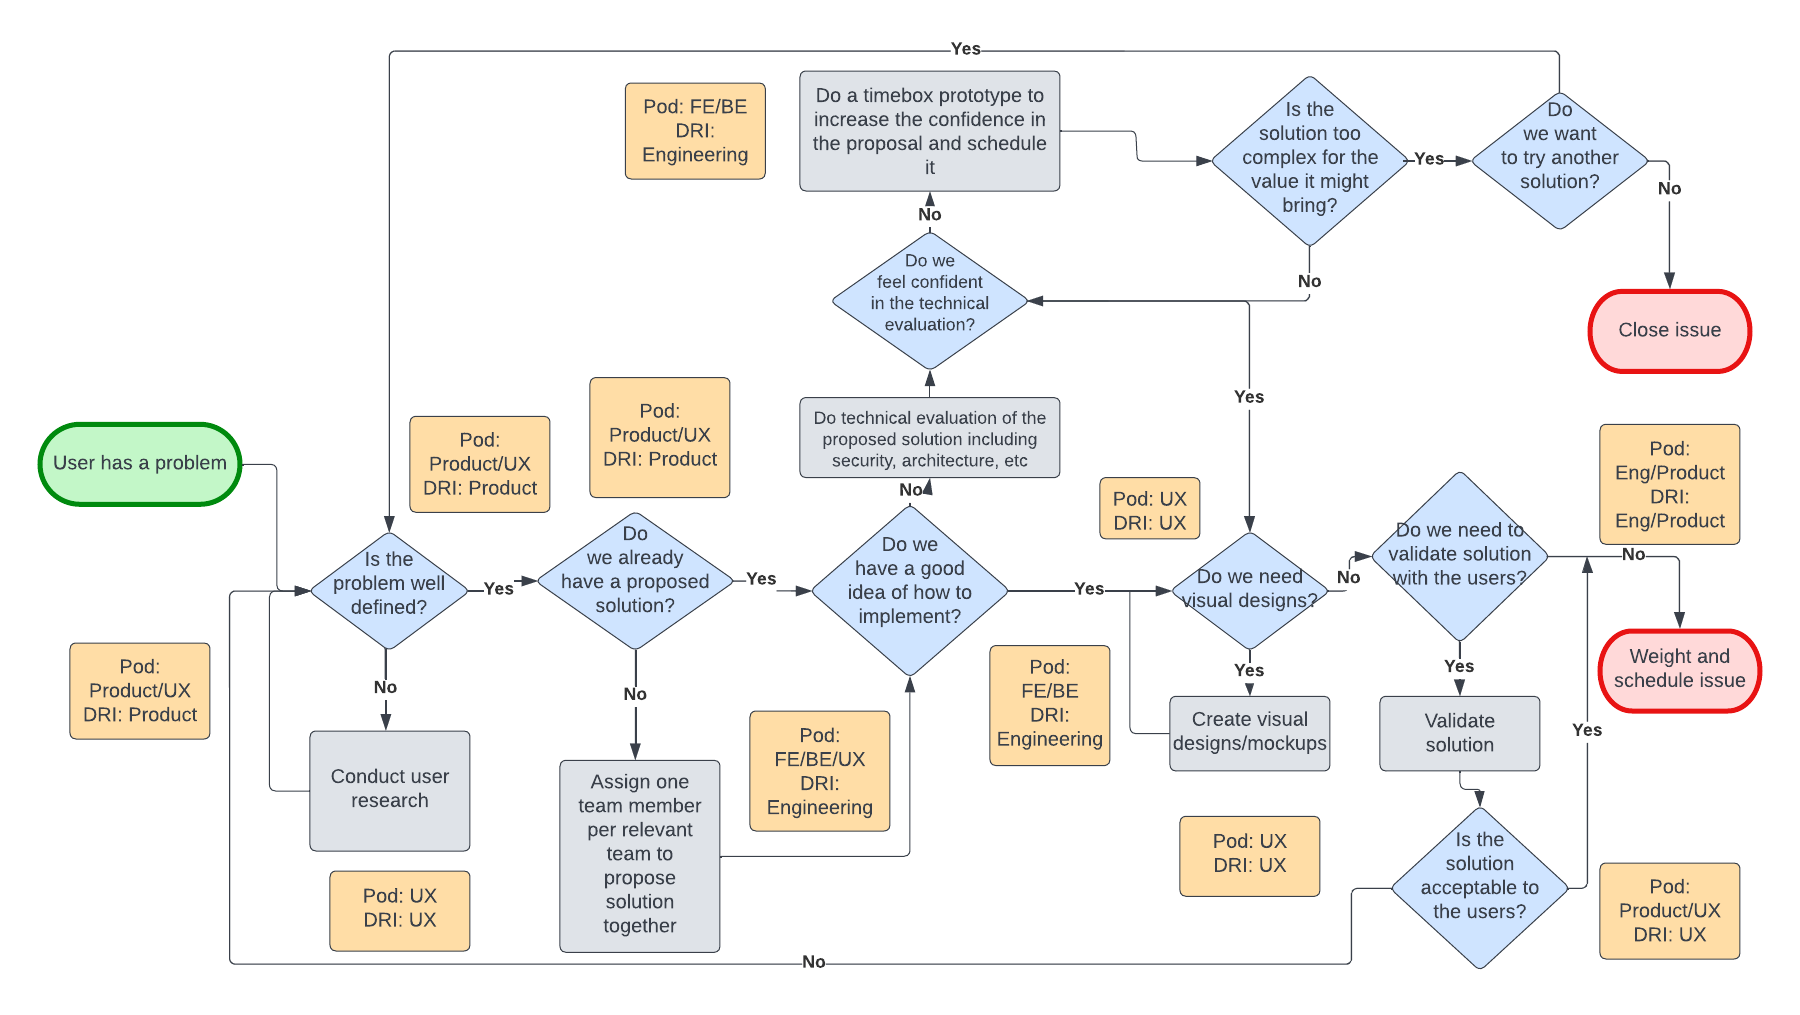 Yes
Pod: FE/BE
DRI:
Engineering
Do a timebox prototype to
increase the confidence in
the proposal and schedule
it
Is the
solution too
complex for the
value it might
bring?
Yes
Do
we want
to try another
solution?
No
No
Do we
feel confident
in the technical
evaluation?
No
Close issue
Yes
Do technical evaluation of the
proposed solution including
security, architecture, etc
No
User has a problem
Pod:
Product/UX
DRI: Product
Pod:
Product/UX
DRI: Product
Pod: UX
DRI: UX
Pod:
Eng/Product
DRI:
Eng/Product
Is the
problem well
defined?
Yes
Do
we already
have a proposed
solution?
Yes
Do we
have a good
idea of how to
implement?
Yes
Do we need
visual designs?
No
Do we need to
validate solution
with the users?
No
Weight and
schedule issue
Pod:
Product/UX
DRI: Product
No
No
Pod:
FE/BE
DRI:
Engineering
Yes
Yes
Conduct user
research
Assign one
team member
per relevant
team to
propose
solution
together
Pod:
FE/BE/UX
DRI:
Engineering
Create visual
designs/mockups
Validate
solution
Yes
Pod: UX
DRI: UX
Pod: UX
DRI: UX
Is the
solution
acceptable to
the users?
Pod:
Product/UX
DRI: UX
No